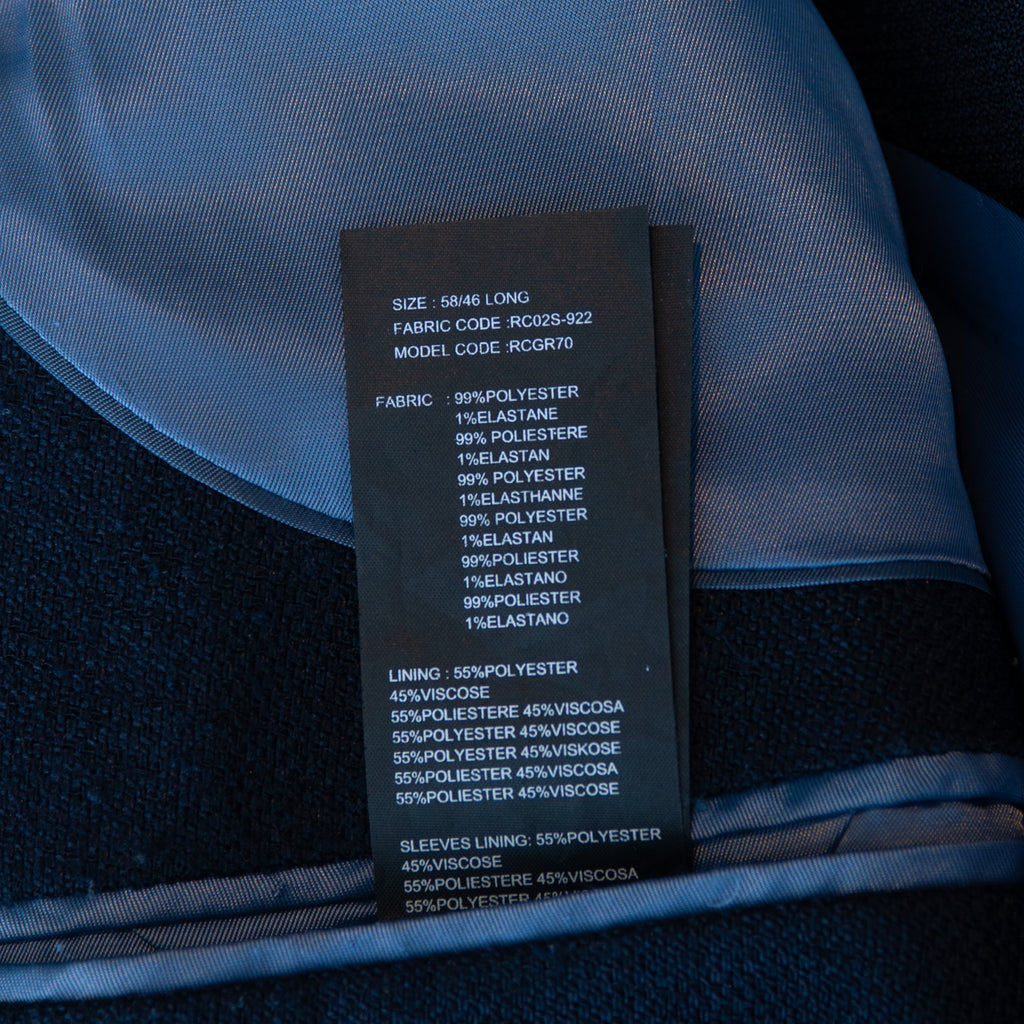 SIZE : 58/46 LONG
FABRIC CODE :RC02S-922
MODEL CODE :RCGR70
FABRIC : 99%POLYESTER
1%ELASTANE
99% POLIESTERE
1%ELASTAN
99% POLYESTER
1%ELASTHANNE
99% POLYESTER
1%ELASTAN
99%POLIESTER
1%ELASTANO
99%POLIESTER
1%ELASTANO
LINING : 55%POLYESTER
45%VISCOSE
55%POLIESTERE 45%VISCOSA
55%POLYESTER 45%VISCOSE
55%POLYESTER 45%VISKOSE
55%POLIESTER 45%VISCOSA
55%POLIESTER 45%VISCOSE
SLEEVES LINING: 55%POLYESTER
45%VISCOSE
55%POLIESTERE 45%VISCOSA
55%POLYESTER 45%VISCOSE